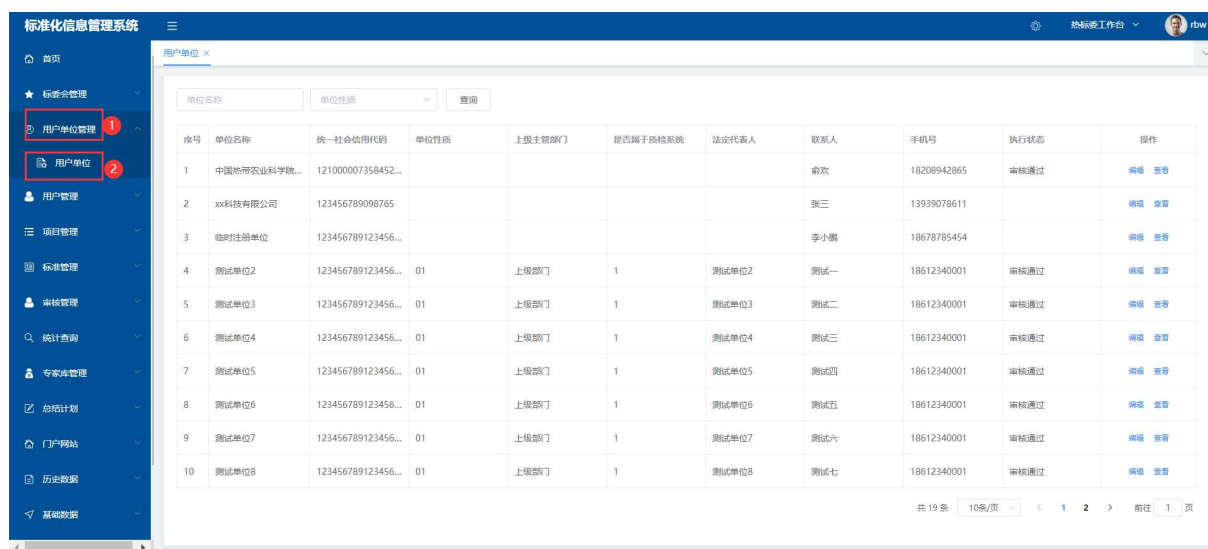 标准化信息管理系统
热标委工作台
rbw
首页
标委会管理
用户单位管理 1
用户单位 2
用户管理
项目管理
标准管理
审核管理
统计查询
专家库管理
总结计划
门户网站
历史数据
基础数据
用户单位 ×
单位名称 单位性质 查询
序号 单位名称 统一社会信用代码 单位性质 上级主管部门 是否属于质检系统 法定代表人 联系人 手机号 执行状态 操作
1 中国热带农业科学院... 121000007358452... 俞欢 18208942865 审核通过 编辑 查看
2 xx科技有限公司 123456789098765 张三 13939078611 编辑 查看
3 临时注册单位 123456789123456... 李小鹏 18678785454 编辑 查看
4 测试单位2 123456789123456... 01 上级部门 1 测试单位2 测试一 18612340001 审核通过 编辑 查看
5 测试单位3 123456789123456... 01 上级部门 1 测试单位3 测试二 18612340001 审核通过 编辑 查看
6 测试单位4 123456789123456... 01 上级部门 1 测试单位4 测试三 18612340001 审核通过 编辑 查看
7 测试单位5 123456789123456... 01 上级部门 1 测试单位5 测试四 18612340001 审核通过 编辑 查看
8 测试单位6 123456789123456... 01 上级部门 1 测试单位6 测试五 18612340001 审核通过 编辑 查看
9 测试单位7 123456789123456... 01 上级部门 1 测试单位7 测试六 18612340001 审核通过 编辑 查看
10 测试单位8 123456789123456... 01 上级部门 1 测试单位8 测试七 18612340001 审核通过 编辑 查看
共 19 条 10条/页 < 1 2 > 前往 1 页